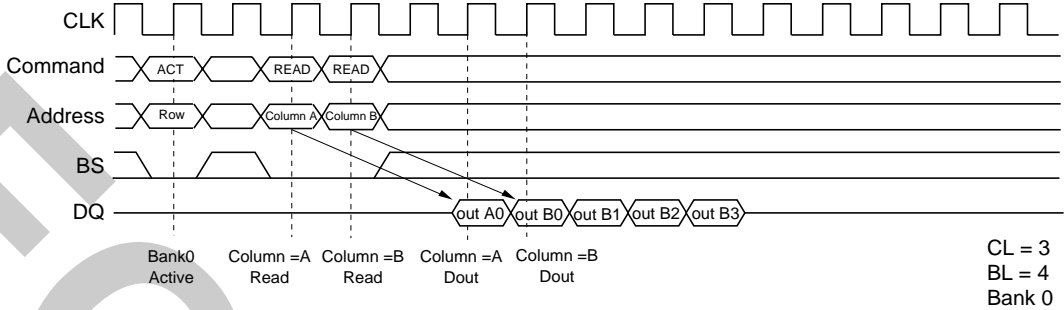 CLK
Command ACT READ READ
Address Row Column A Column B
BS
DQ out A0 out B0 out B1 out B2 out B3
Bank0 Column =A Column =B Column =A Column =B
Active Read Read Dout Dout
CL = 3
BL = 4
Bank 0